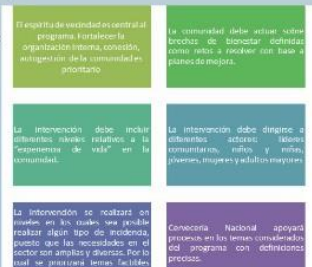 El espíritu de vecindad es central al
programa. Fortalecer la
organización interna, conexión,
autogestión de la comunidad es
prioritario
La comunidad debe actuar sobre
brechas de bienestar definidas
como retos a resolver con base a
planes de mejora.
La Intervención debe incluir
diferentes niveles relativos a la
"experiencia de vida" en la
comunidad.
La intervención debe dirigirse a
diferentes actores: líderes
comunitarios, niños y niñas,
jóvenes, mujeres y adultos mayores
La Intervención se realizará en
niveles en los cuales sea posible
realizar algún tipo de incidencia,
puesto que las necesidades en el
sector son amplias y diversas. Por lo
cual se priorizará temas factibles
Cervecería Nacional apoyará
procesos en los temas considerados
del programa con definiciones
precisas.